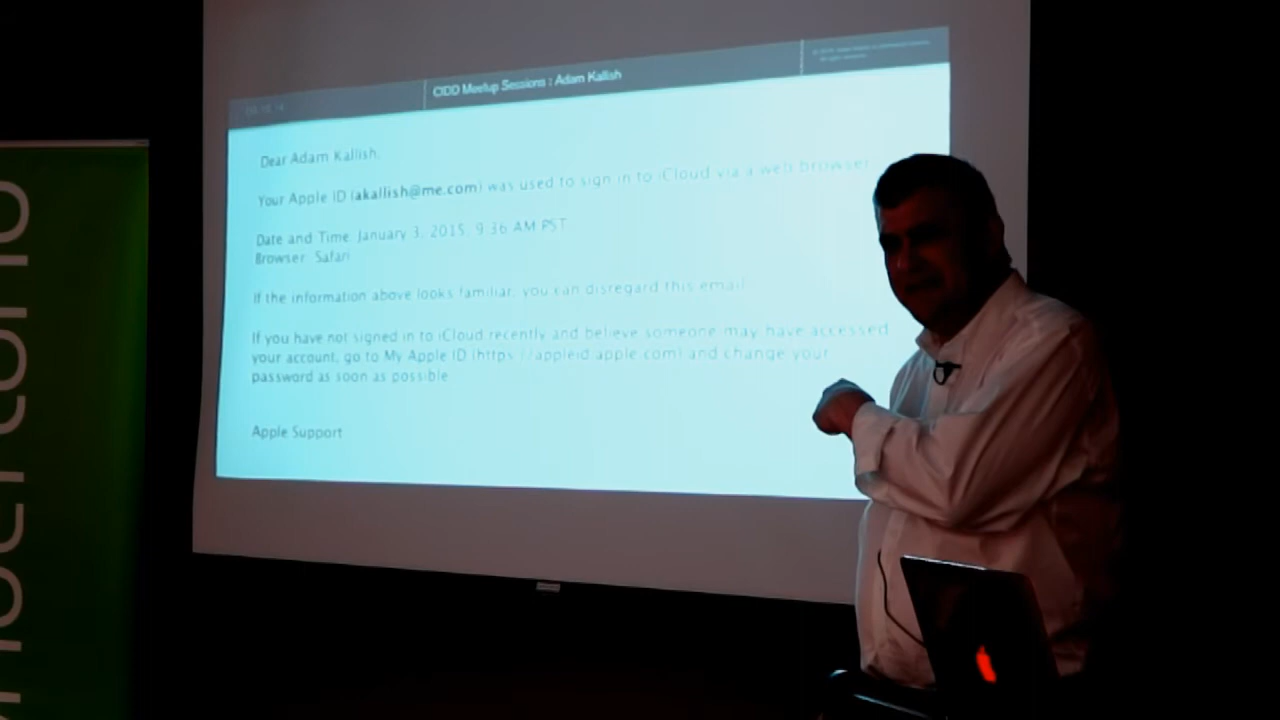 CIDD Meetup Sessions : Adam Kallish
Dear Adam Kallish,
Your Apple ID (akallish@me.com) was used to sign in to iCloud via a web browser
Date and Time January 3, 2015, 9:36 AM PST
Browser Safari
If the information above looks familiar, you can disregard this email.
If you have not signed in to iCloud recently and believe someone may have accessed
your account, go to My Apple ID (https://appleid.apple.com) and change your
password as soon as possible
Apple Support